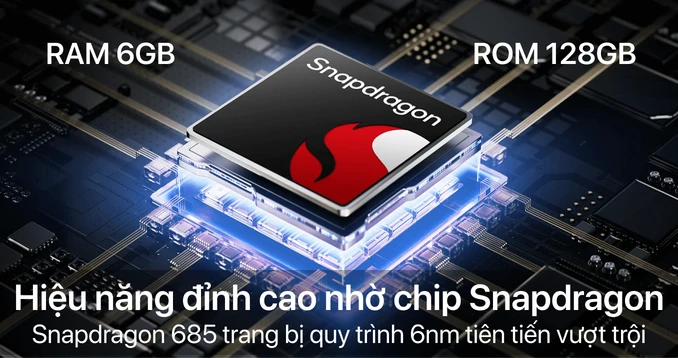 RAM 6GB
ROM 128GB
Snapdragon
Hiệu năng đỉnh cao nhờ chip Snapdragon
Snapdragon 685 trang bị quy trình 6nm tiên tiến vượt trội